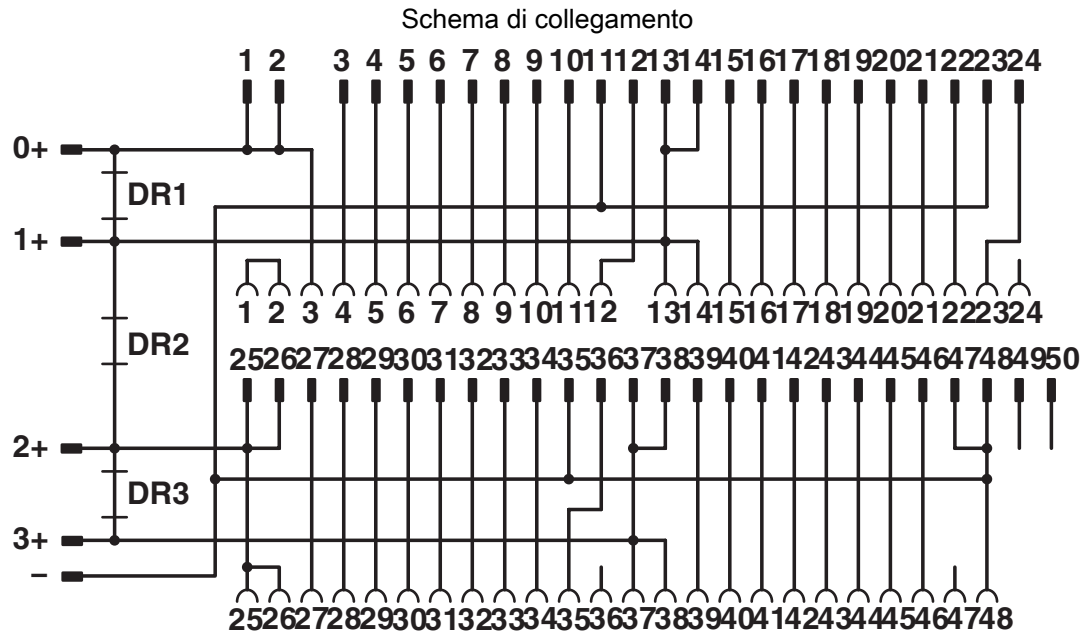 Schema di collegamento
1 2 3 4 5 6 7 8 9 10 11 12 13 14 15 16 17 18 19 20 21 22 23 24
0+
DR1
1+
1 2 3 4 5 6 7 8 9 10 11 12 13 14 15 16 17 18 19 20 21 22 23 24
DR2
25 26 27 28 29 30 31 32 33 34 35 36 37 38 39 40 41 42 43 44 45 46 47 48 49 50
2+
DR3
3+
−
25 26 27 28 29 30 31 32 33 34 35 36 37 38 39 40 41 42 43 44 45 46 47 48